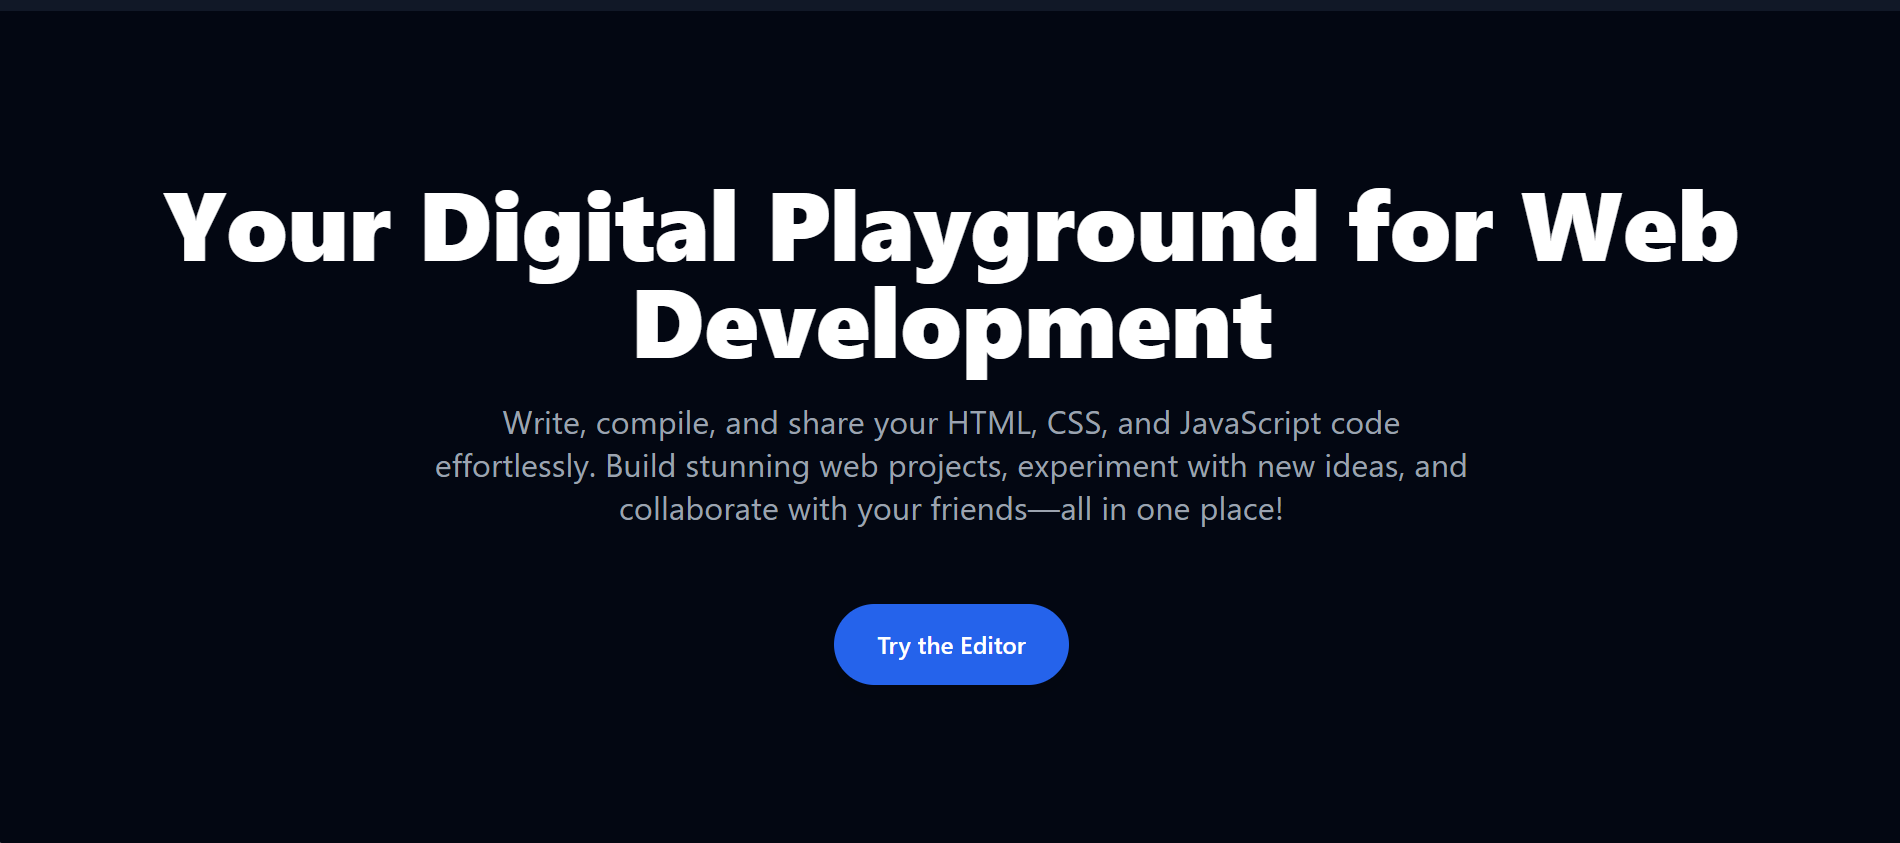 Your Digital Playground for Web
Development
Write, compile, and share your HTML, CSS, and JavaScript code
effortlessly. Build stunning web projects, experiment with new ideas, and
collaborate with your friends—all in one place!
Try the Editor